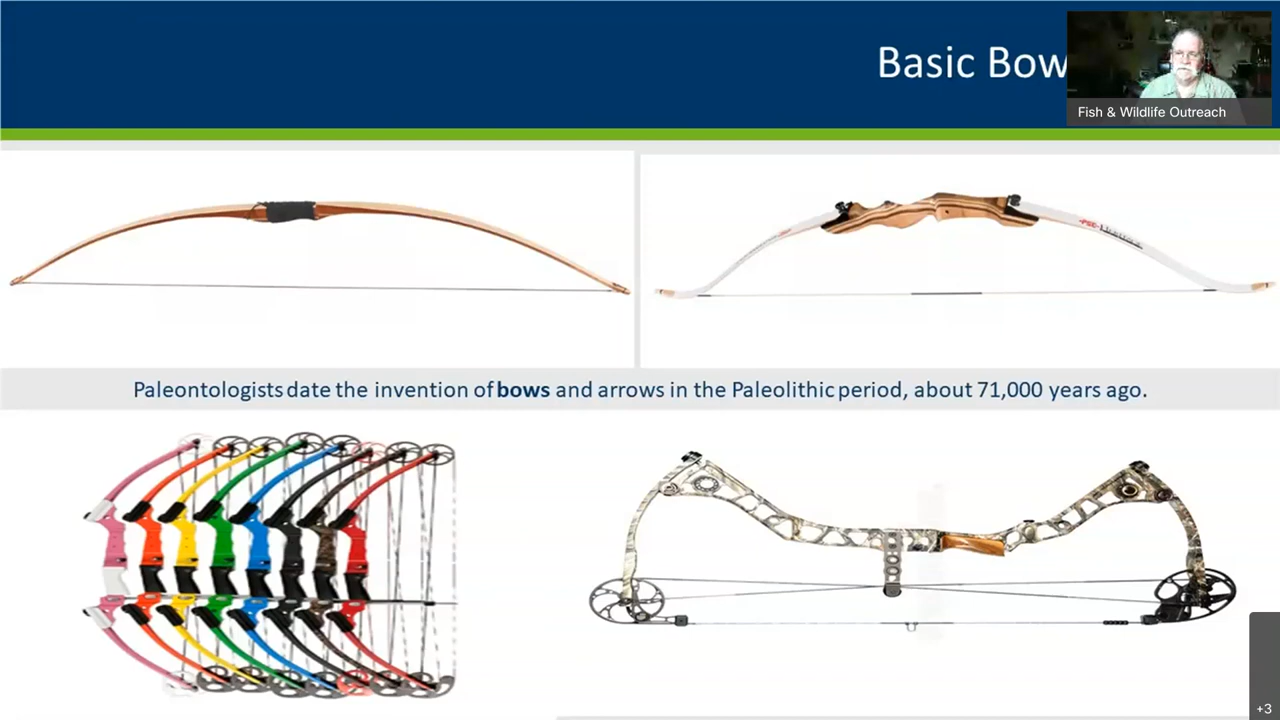 Basic Bow
Fish & Wildlife Outreach
Paleontologists date the invention of bows and arrows in the Paleolithic period, about 71,000 years ago.
+3